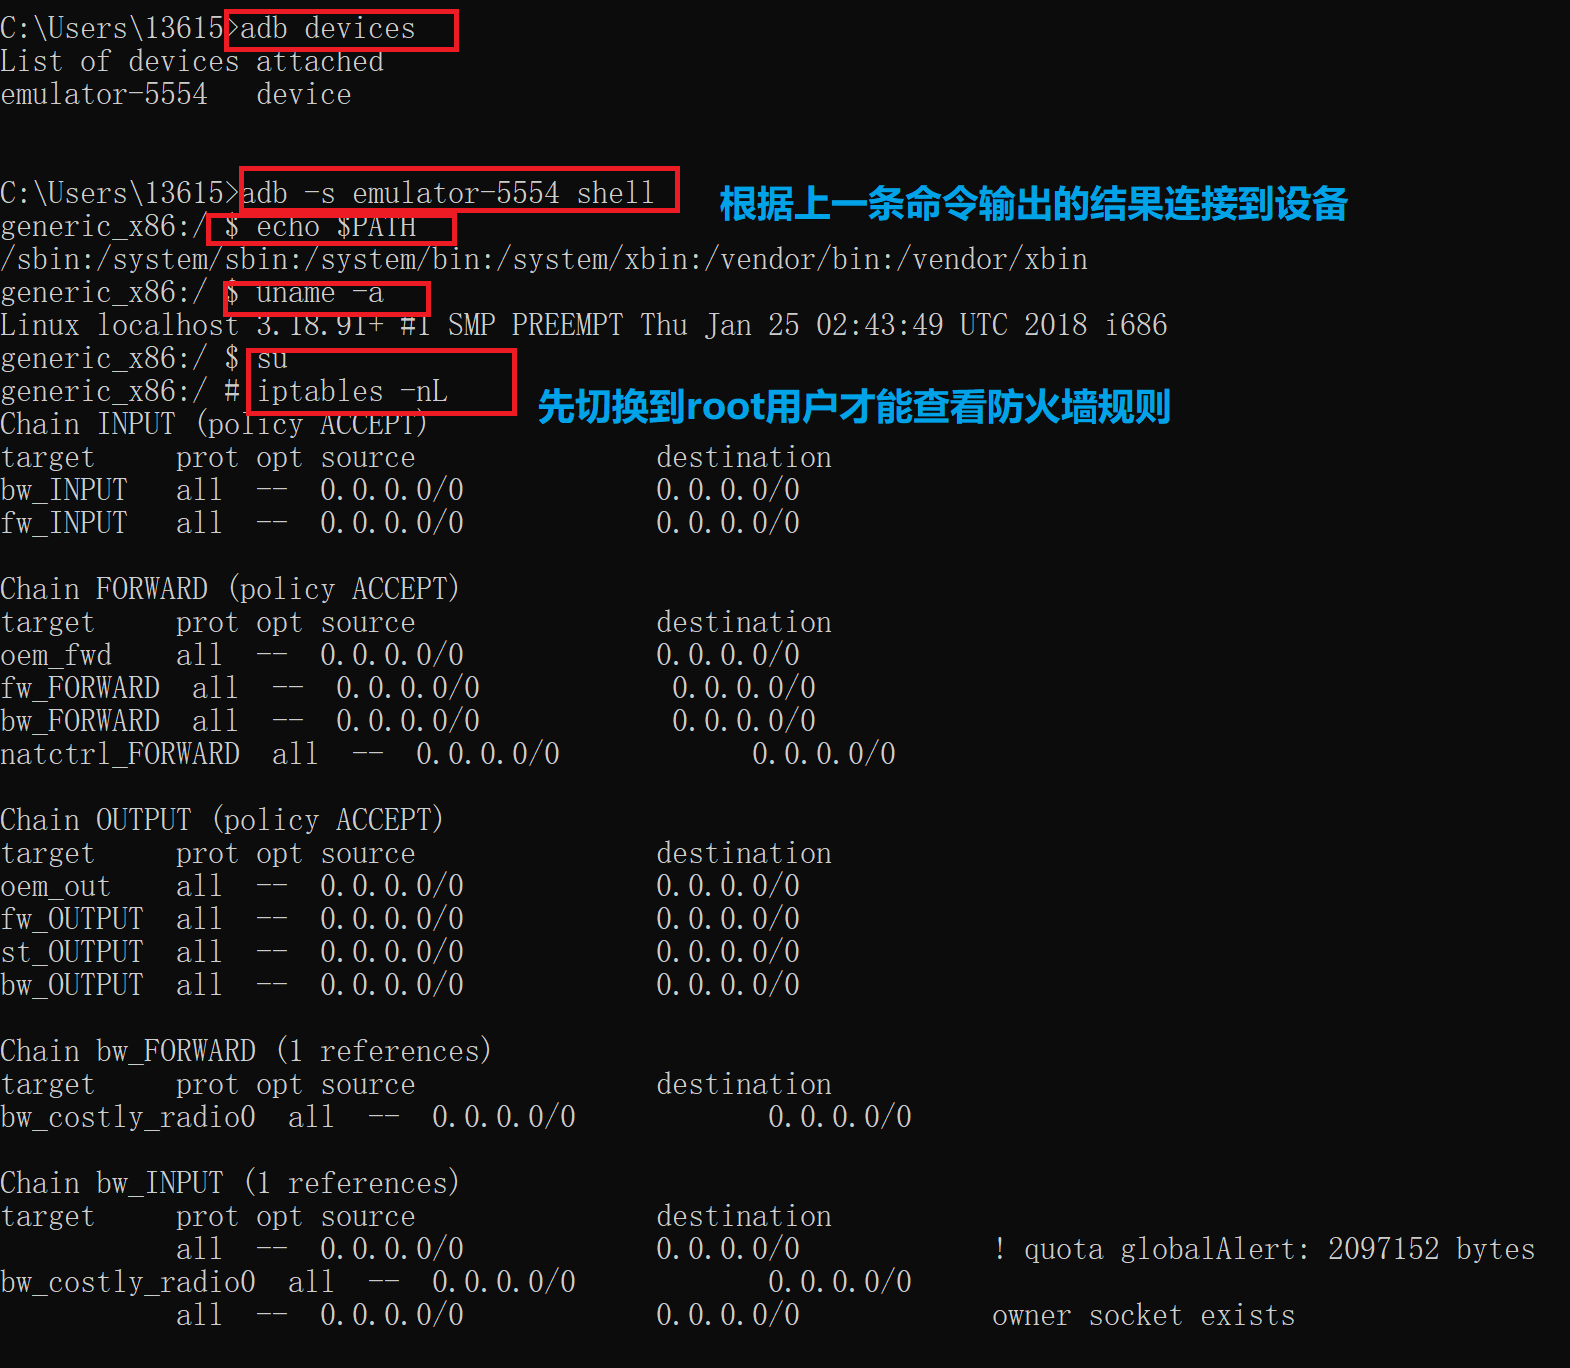 C:\Users\13615>adb devices
List of devices attached
emulator-5554   device
C:\Users\13615>adb -s emulator-5554 shell
根据上一条命令输出的结果连接到设备
generic_x86:/ $ echo $PATH
/sbin:/system/sbin:/system/bin:/system/xbin:/vendor/bin:/vendor/xbin
generic_x86:/ $ uname -a
Linux localhost 3.18.91+ #1 SMP PREEMPT Thu Jan 25 02:43:49 UTC 2018 i686
generic_x86:/ $ su
generic_x86:/ # iptables -nL
先切换到root用户才能查看防火墙规则
Chain INPUT (policy ACCEPT)
target     prot opt source               destination
bw_INPUT   all  --  0.0.0.0/0            0.0.0.0/0
fw_INPUT   all  --  0.0.0.0/0            0.0.0.0/0
Chain FORWARD (policy ACCEPT)
target     prot opt source               destination
oem_fwd    all  --  0.0.0.0/0            0.0.0.0/0
fw_FORWARD  all  --  0.0.0.0/0            0.0.0.0/0
bw_FORWARD  all  --  0.0.0.0/0            0.0.0.0/0
natctrl_FORWARD  all  --  0.0.0.0/0            0.0.0.0/0
Chain OUTPUT (policy ACCEPT)
target     prot opt source               destination
oem_out    all  --  0.0.0.0/0            0.0.0.0/0
fw_OUTPUT  all  --  0.0.0.0/0            0.0.0.0/0
st_OUTPUT  all  --  0.0.0.0/0            0.0.0.0/0
bw_OUTPUT  all  --  0.0.0.0/0            0.0.0.0/0
Chain bw_FORWARD (1 references)
target     prot opt source               destination
bw_costly_radio0  all  --  0.0.0.0/0            0.0.0.0/0
Chain bw_INPUT (1 references)
target     prot opt source               destination
           all  --  0.0.0.0/0            0.0.0.0/0            ! quota globalAlert: 2097152 bytes
bw_costly_radio0  all  --  0.0.0.0/0            0.0.0.0/0
           all  --  0.0.0.0/0            0.0.0.0/0            owner socket exists